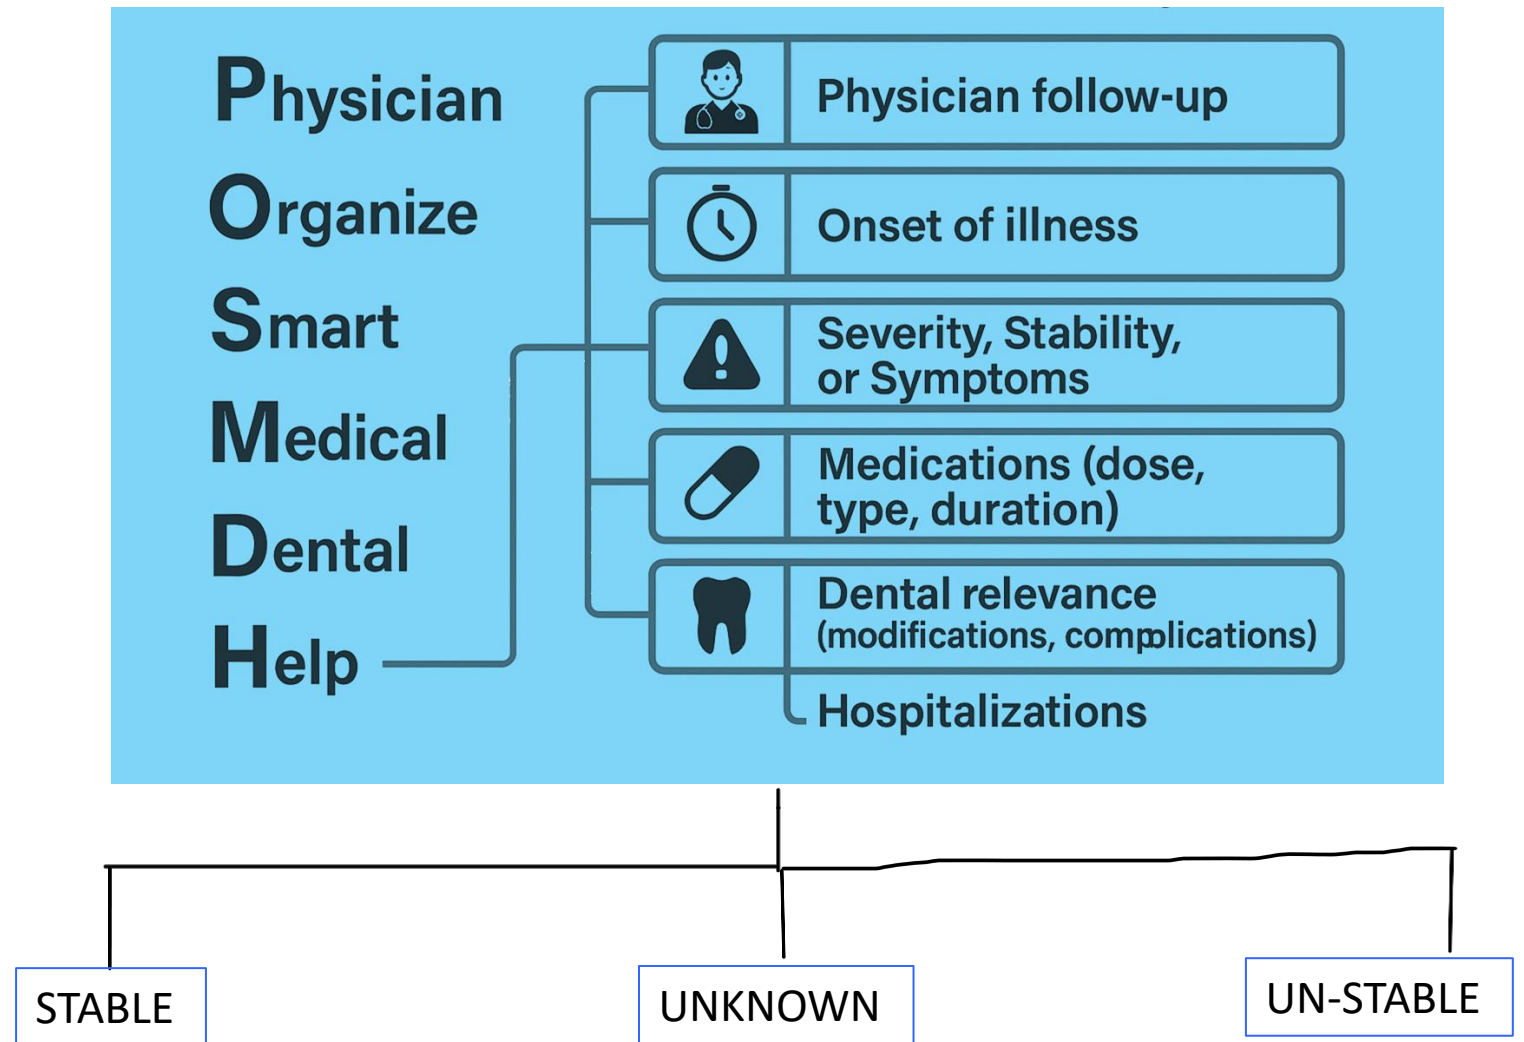 Physician
Organize
Smart
Medical
Dental
Help
Physician follow-up
Onset of illness
Severity, Stability,
or Symptoms
Medications (dose,
type, duration)
Dental relevance
(modifications, compplications)
Hospitalizations
STABLE
UNKNOWN
UN-STABLE